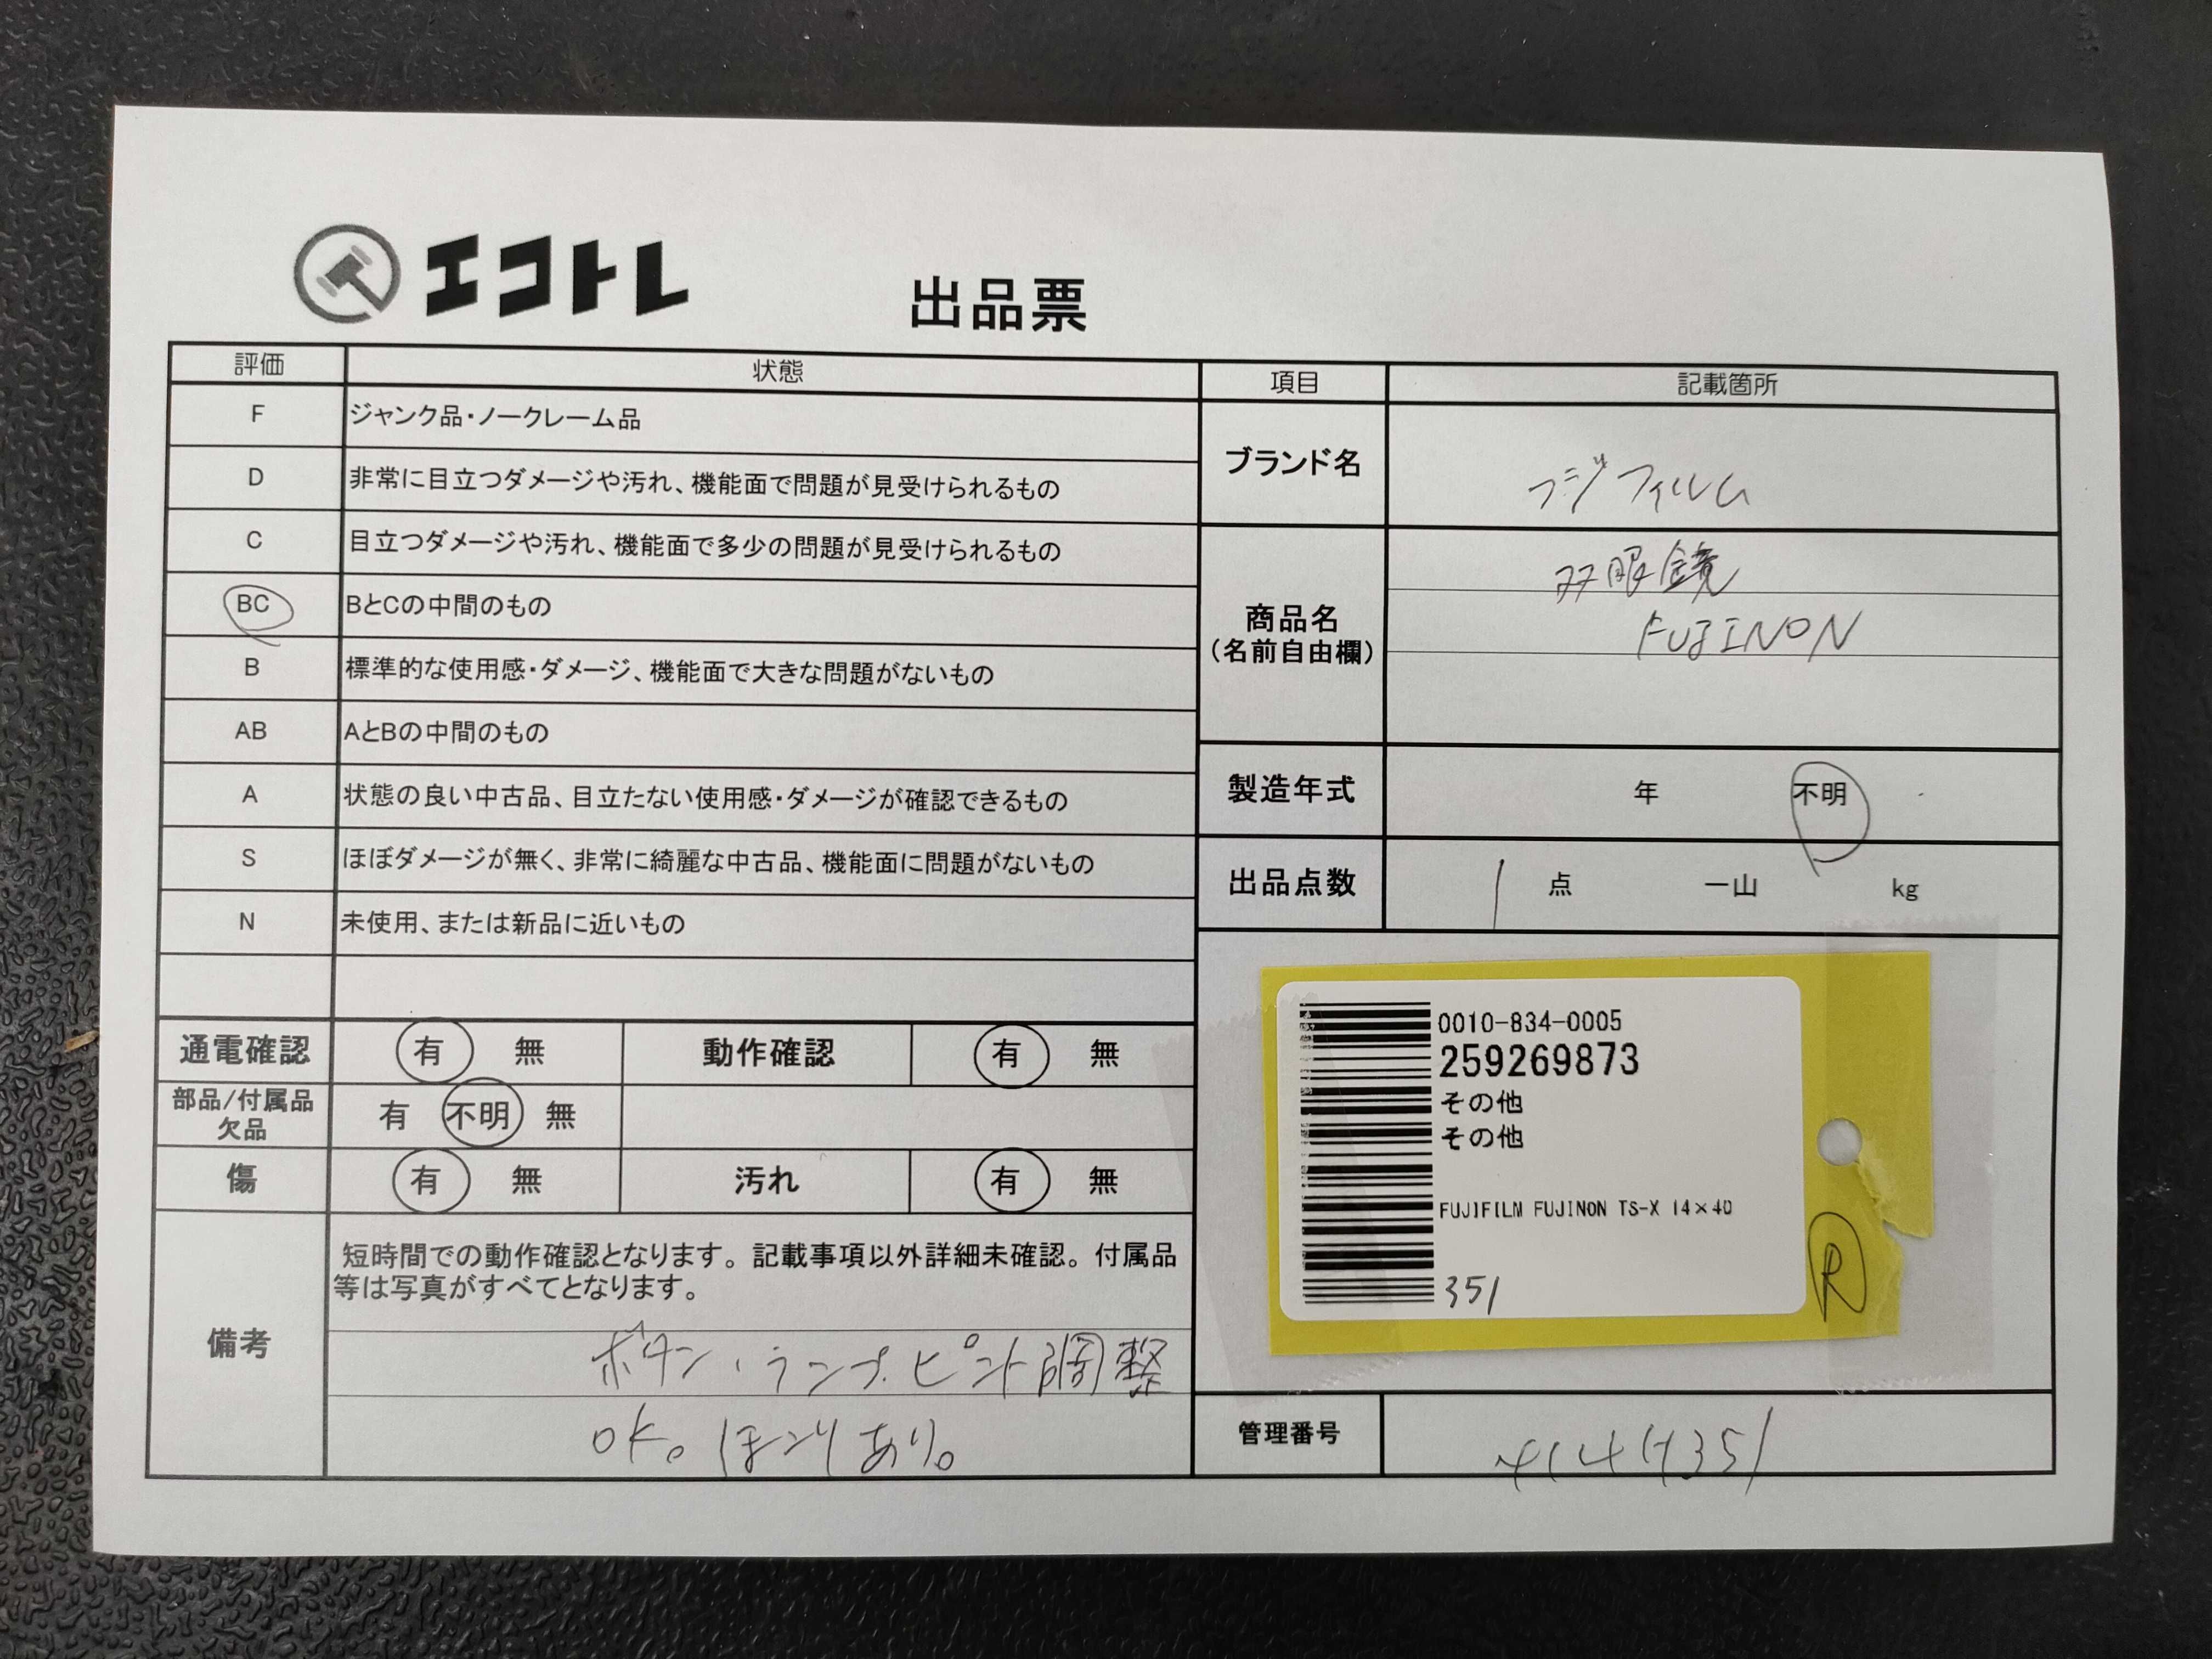 エコトレ
出品票
評価 状態
F ジャンク品・ノークレーム品
D 非常に目立つダメージや汚れ、機能面で問題が見受けられるもの
C 目立つダメージや汚れ、機能面で多少の問題が見受けられるもの
BC BとCの中間のもの
B 標準的な使用感・ダメージ、機能面で大きな問題がないもの
AB AとBの中間のもの
A 状態の良い中古品、目立たない使用感・ダメージが確認できるもの
S ほぼダメージが無く、非常に綺麗な中古品、機能面に問題がないもの
N 未使用、または新品に近いもの
通電確認 有 無 動作確認 有 無
部品/付属品
欠品 有 不明 無
傷 有 無 汚れ 有 無
備考
短時間での動作確認となります。記載事項以外詳細未確認。付属品
等は写真がすべてとなります。
ボタン、ランプ、ピント調整
OK。ほこりあり。
項目 記載箇所
ブランド名 フジフィルム
商品名
(名前自由欄)
双眼鏡
FUJINON
製造年式 年 不明
出品点数 1 点 一山 kg
0010-834-0005
259269873
その他
その他
FUJIFILM FUJINON TS-X 14×40
351
R
管理番号